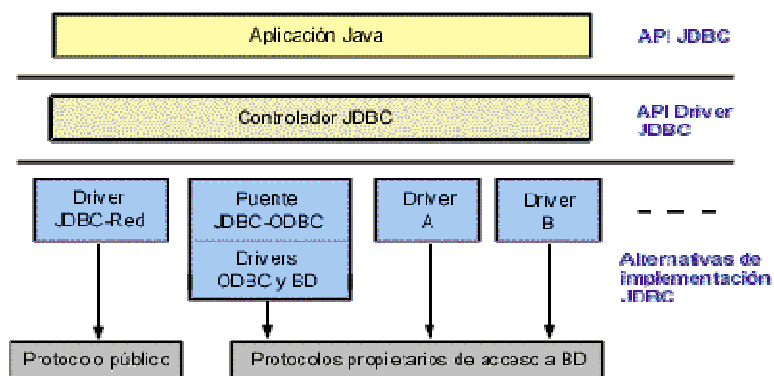 Aplicación Java
API JDBC
Controlador JDBC
API Driver
JDBC
Driver
JDBC-Red
Puente
JDBC-ODBC
Drivers
ODBC y BD
Driver
A
Driver
B
Alternativas de
implementación
JDBC
Protocolo público
Protocolos propietarios de acceso a BD